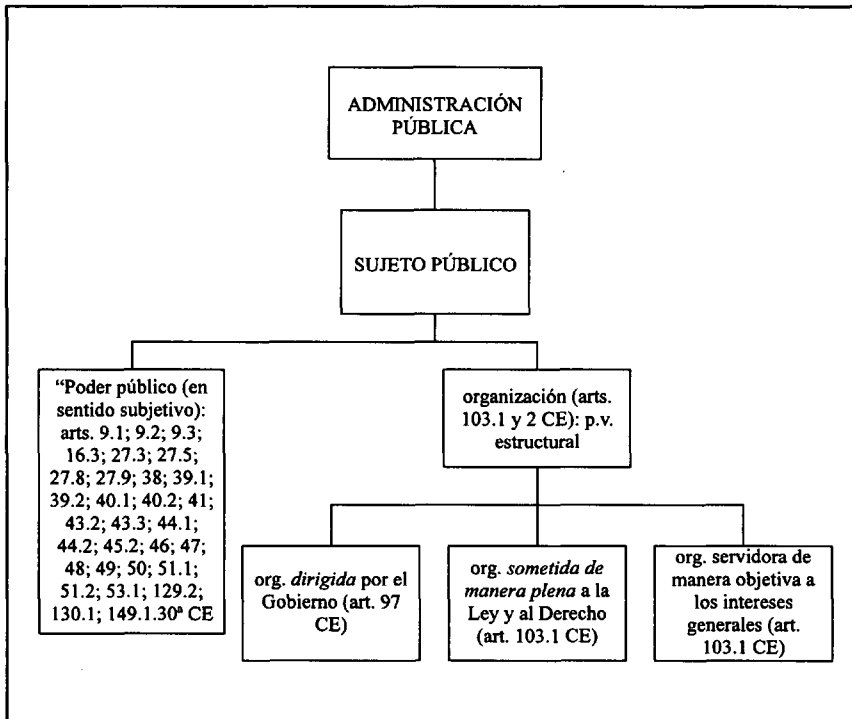 ADMINISTRACIÓN
PÚBLICA
SUJETO PÚBLICO
“Poder público (en
sentido subjetivo):
arts. 9.1; 9.2; 9.3;
16.3; 27.3; 27.5;
27.8; 27.9; 38; 39.1;
39.2; 40.1; 40.2; 41;
43.2; 43.3; 44.1;
44.2; 45.2; 46; 47;
48; 49; 50; 51.1;
51.2; 53.1; 129.2;
130.1; 149.1.30ª CE
organización (arts.
103.1 y 2 CE): p.v.
estructural
org. dirigida por el
Gobierno (art. 97
CE)
org. sometida de
manera plena a la
Ley y al Derecho
(art. 103.1 CE)
org. servidora de
manera objetiva a
los intereses
generales (art.
103.1 CE)